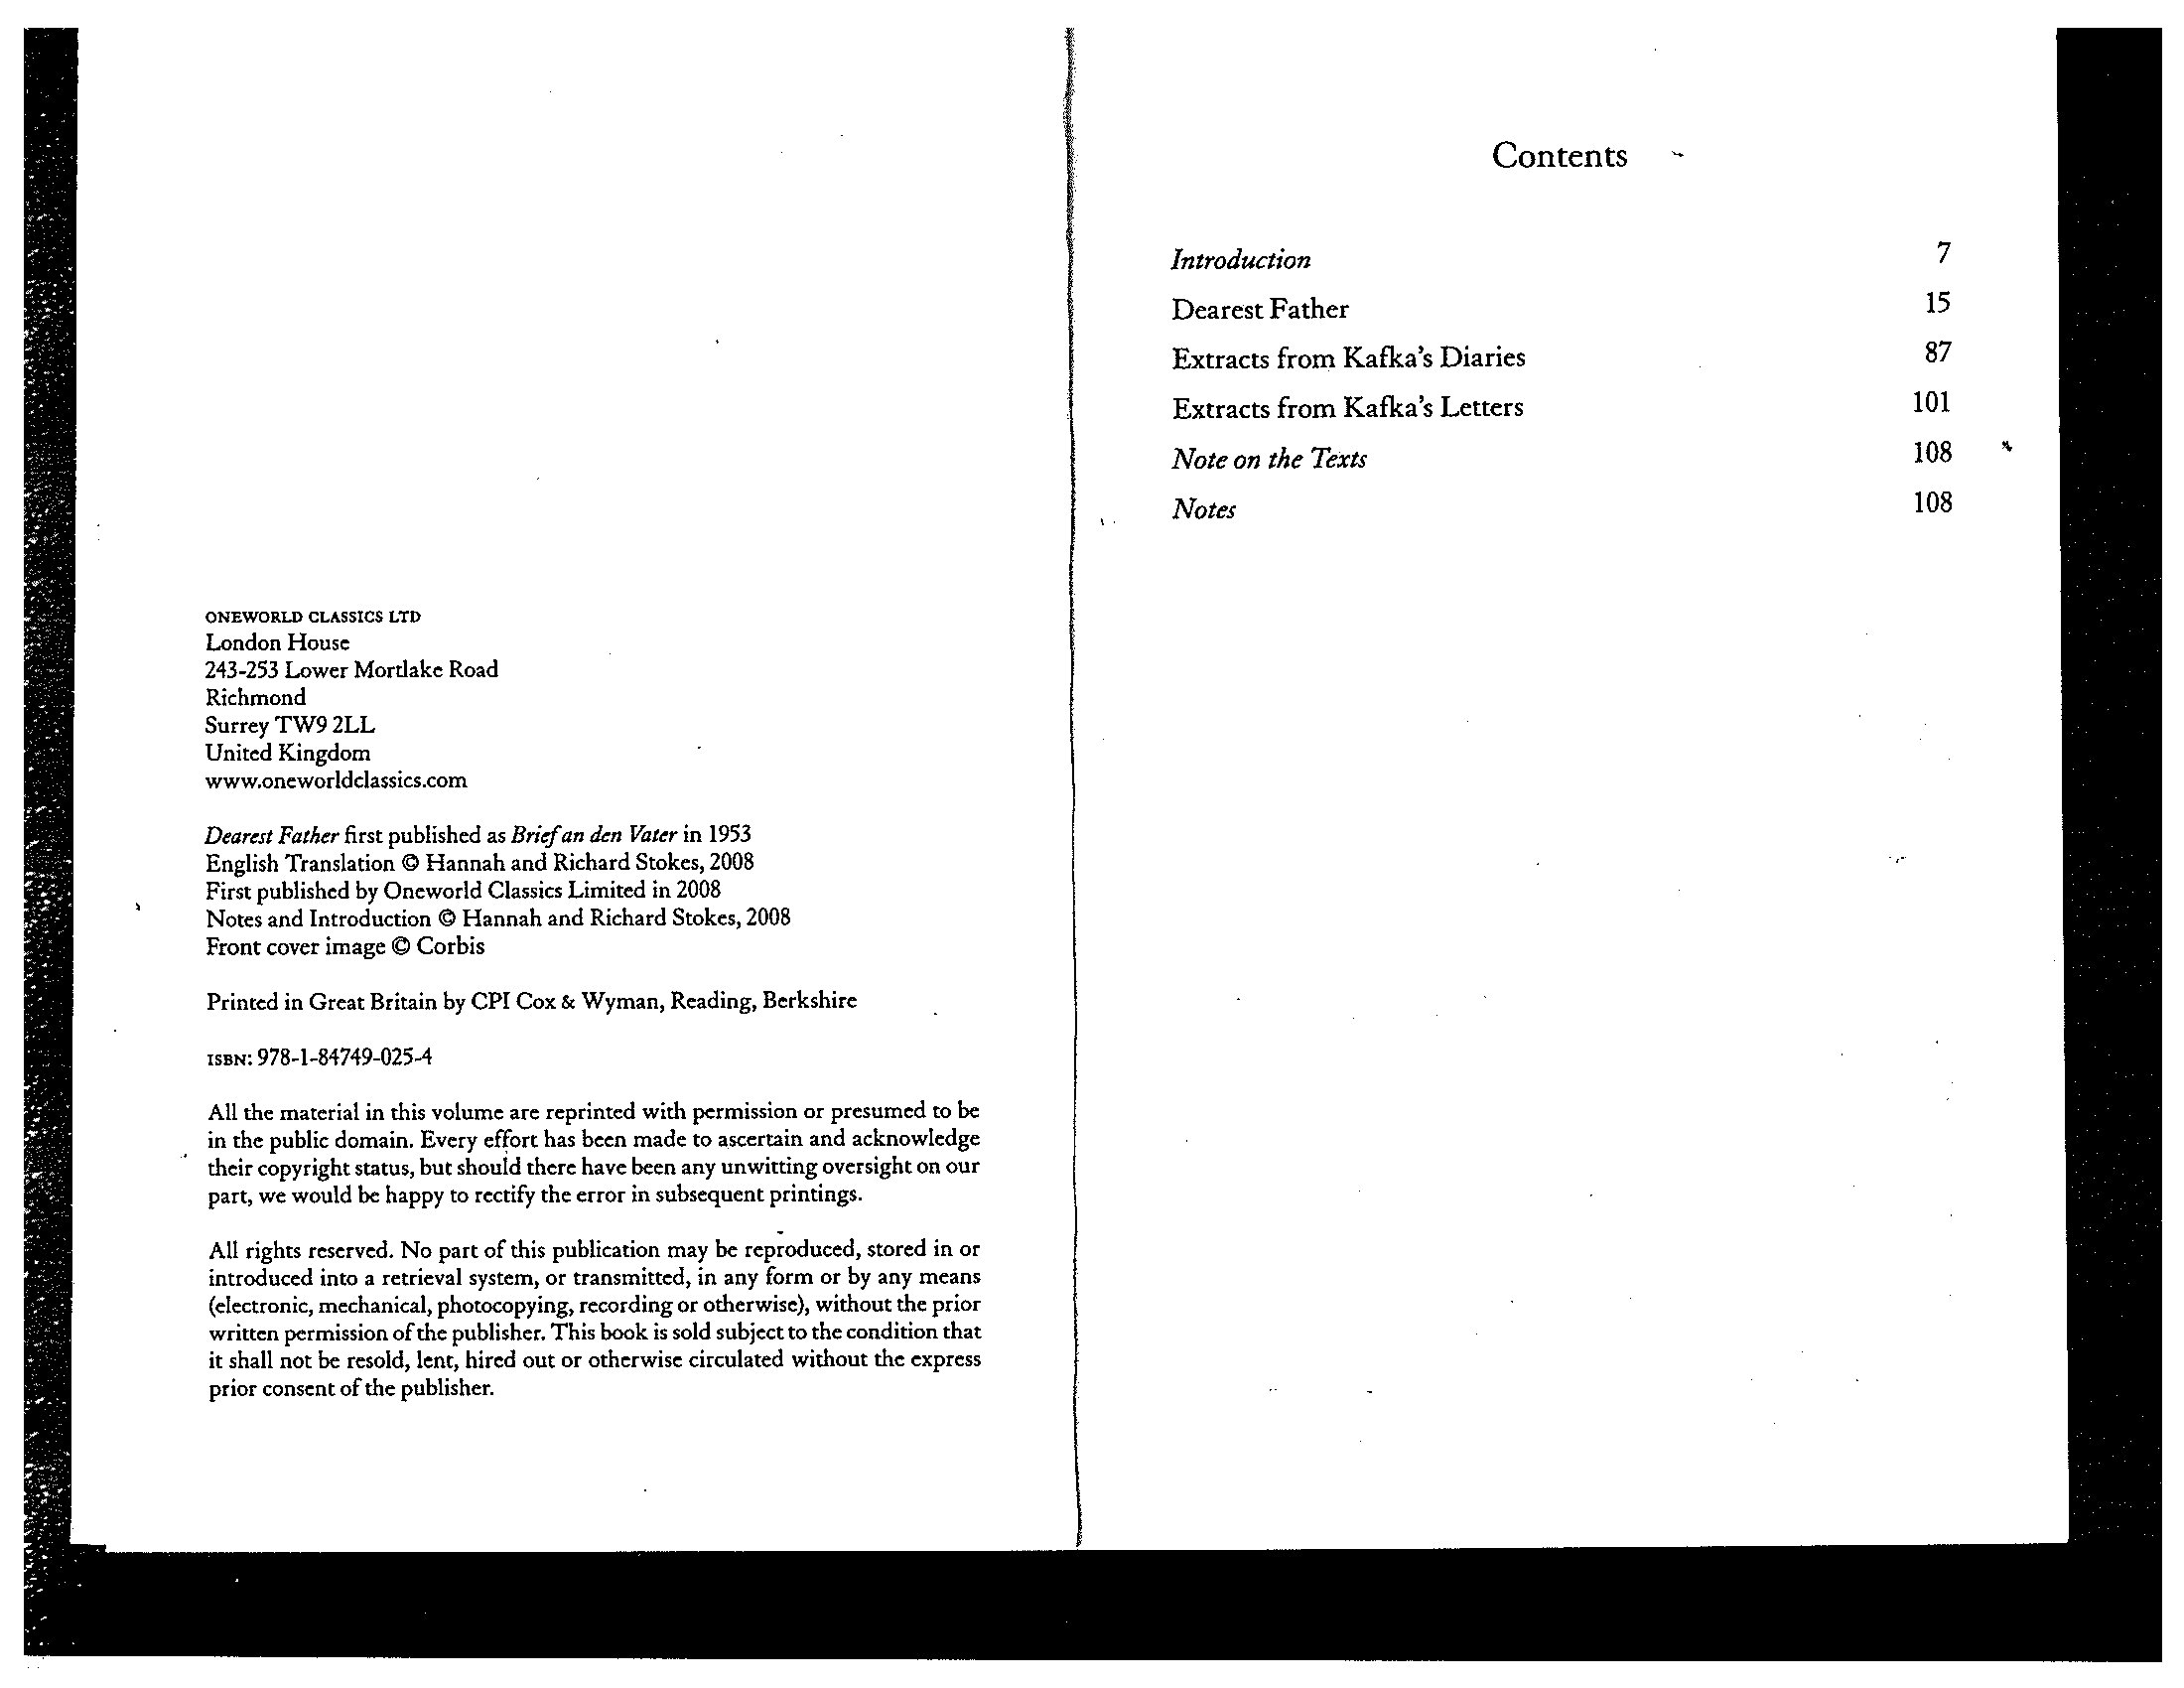 ONEWORLD CLASSICS LTD
London House
243-253 Lower Mortlake Road
Richmond
Surrey TW9 2LL
United Kingdom
www.oneworldclassics.com
Dearest Father first published as Brief an den Vater in 1953
English Translation © Hannah and Richard Stokes, 2008
First published by Oneworld Classics Limited in 2008
Notes and Introduction © Hannah and Richard Stokes, 2008
Front cover image © Corbis
Printed in Great Britain by CPI Cox & Wyman, Reading, Berkshire
ISBN: 978-1-84749-025-4
All the material in this volume are reprinted with permission or presumed to be
in the public domain. Every effort has been made to ascertain and acknowledge
their copyright status, but should there have been any unwitting oversight on our
part, we would be happy to rectify the error in subsequent printings.
All rights reserved. No part of this publication may be reproduced, stored in or
introduced into a retrieval system, or transmitted, in any form or by any means
(electronic, mechanical, photocopying, recording or otherwise), without the prior
written permission of the publisher. This book is sold subject to the condition that
it shall not be resold, lent, hired out or otherwise circulated without the express
prior consent of the publisher.
Contents
Introduction 7
Dearest Father 15
Extracts from Kafka's Diaries 87
Extracts from Kafka's Letters 101
Note on the Texts 108
Notes 108